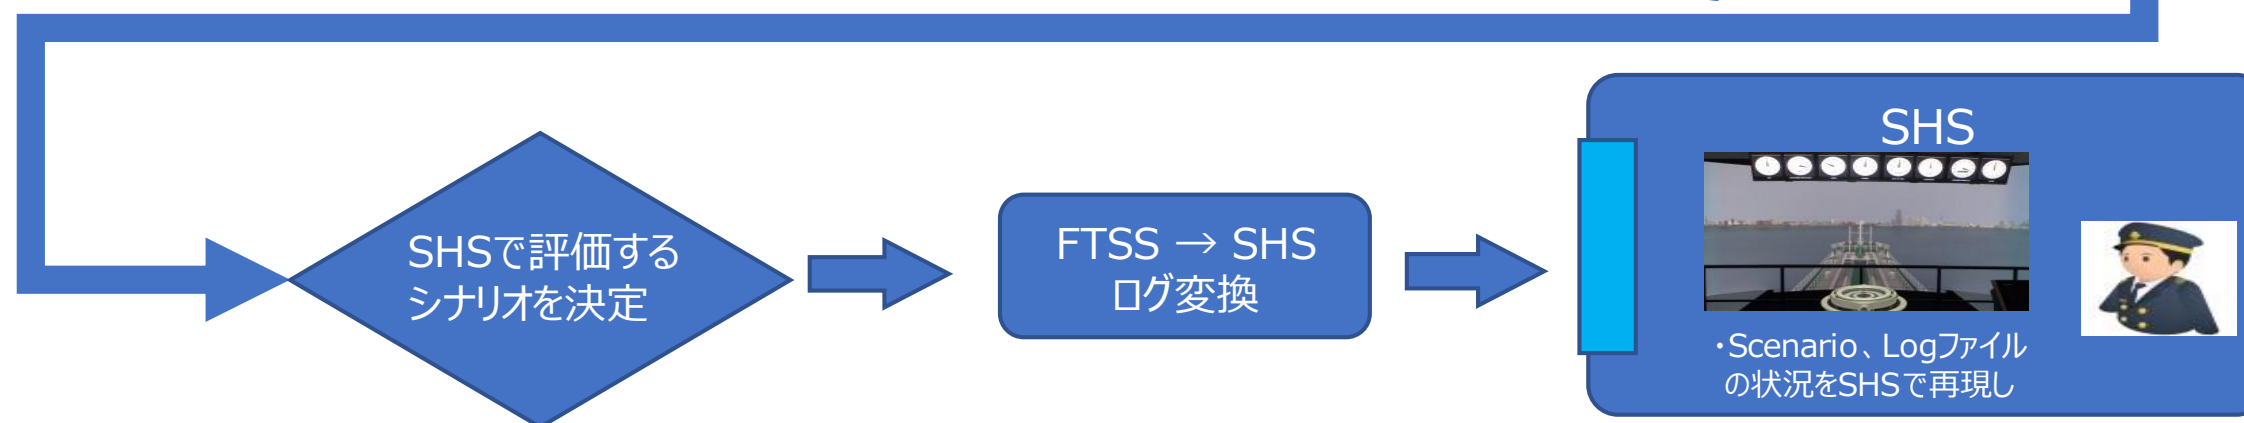 SHSで評価する
シナリオを決定
FTSS → SHS
ログ変換
SHS
・Scenario、Logファイル
の状況をSHSで再現し